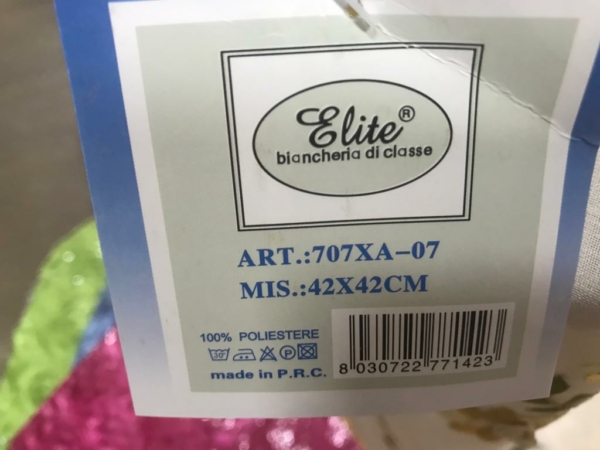 Elite®
biancheria di classe
ART.:707XA-07
MIS.:42X42CM
100% POLIESTERE
made in P.R.C.
8 030722 771423